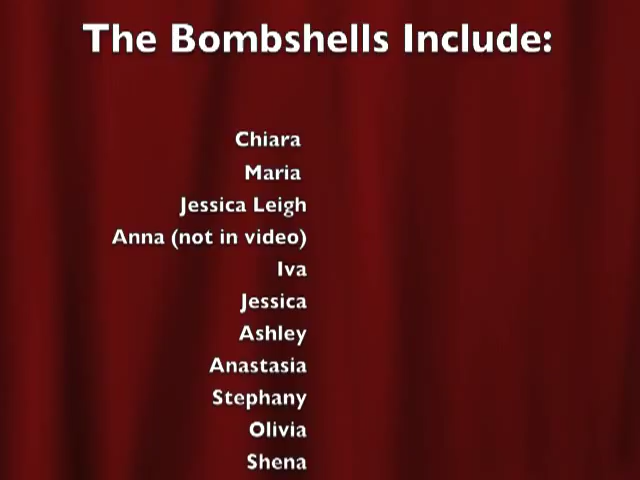 The Bombshells Include:
Chiara
Maria
Jessica Leigh
Anna (not in video)
Iva
Jessica
Ashley
Anastasia
Stephany
Olivia
Shena